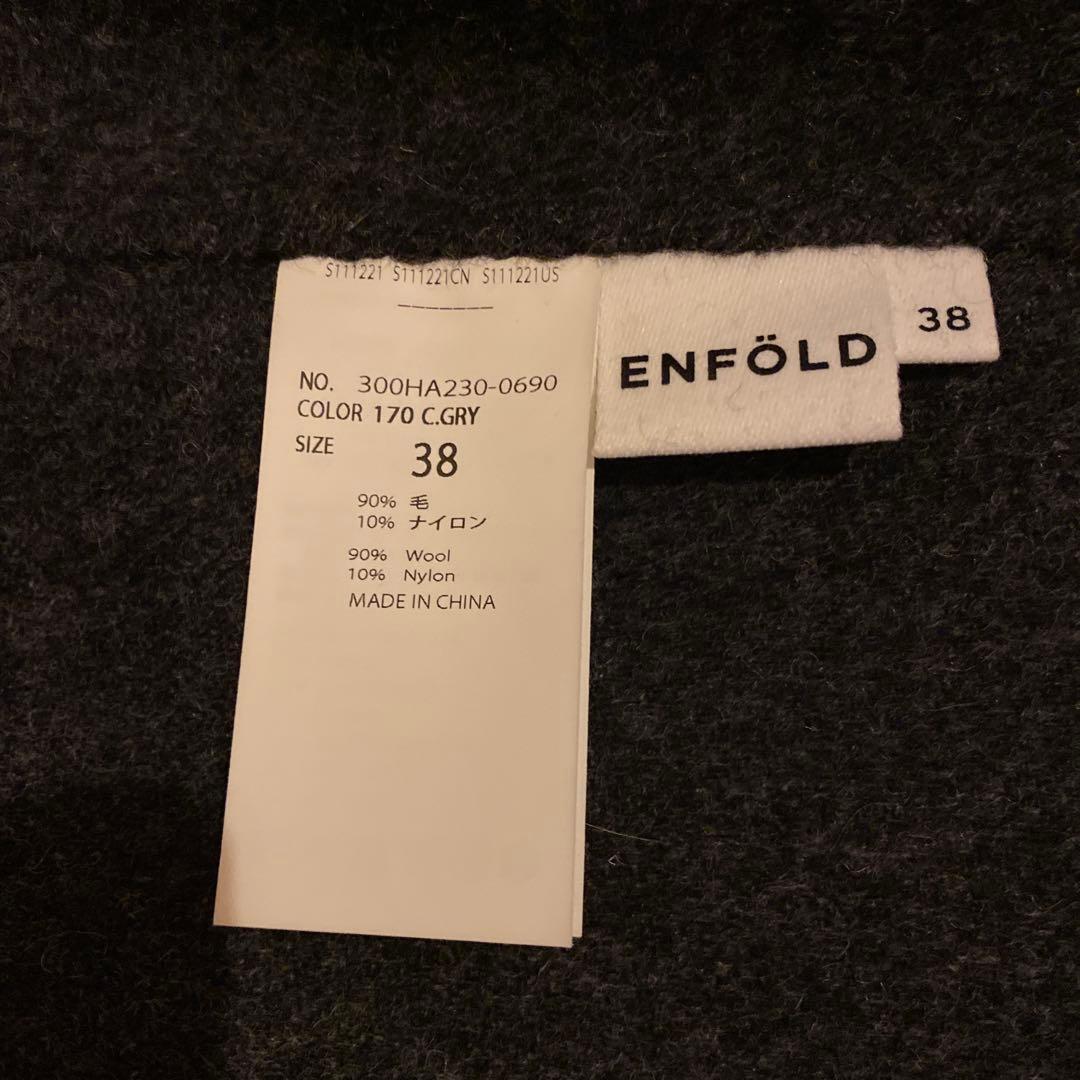 S111221 S111221CN S111221US
NO. 300HA230-0690
COLOR 170 C.GRY
SIZE 38
90% 毛
10% ナイロン
90% Wool
10% Nylon
MADE IN CHINA
ENFÖLD
38